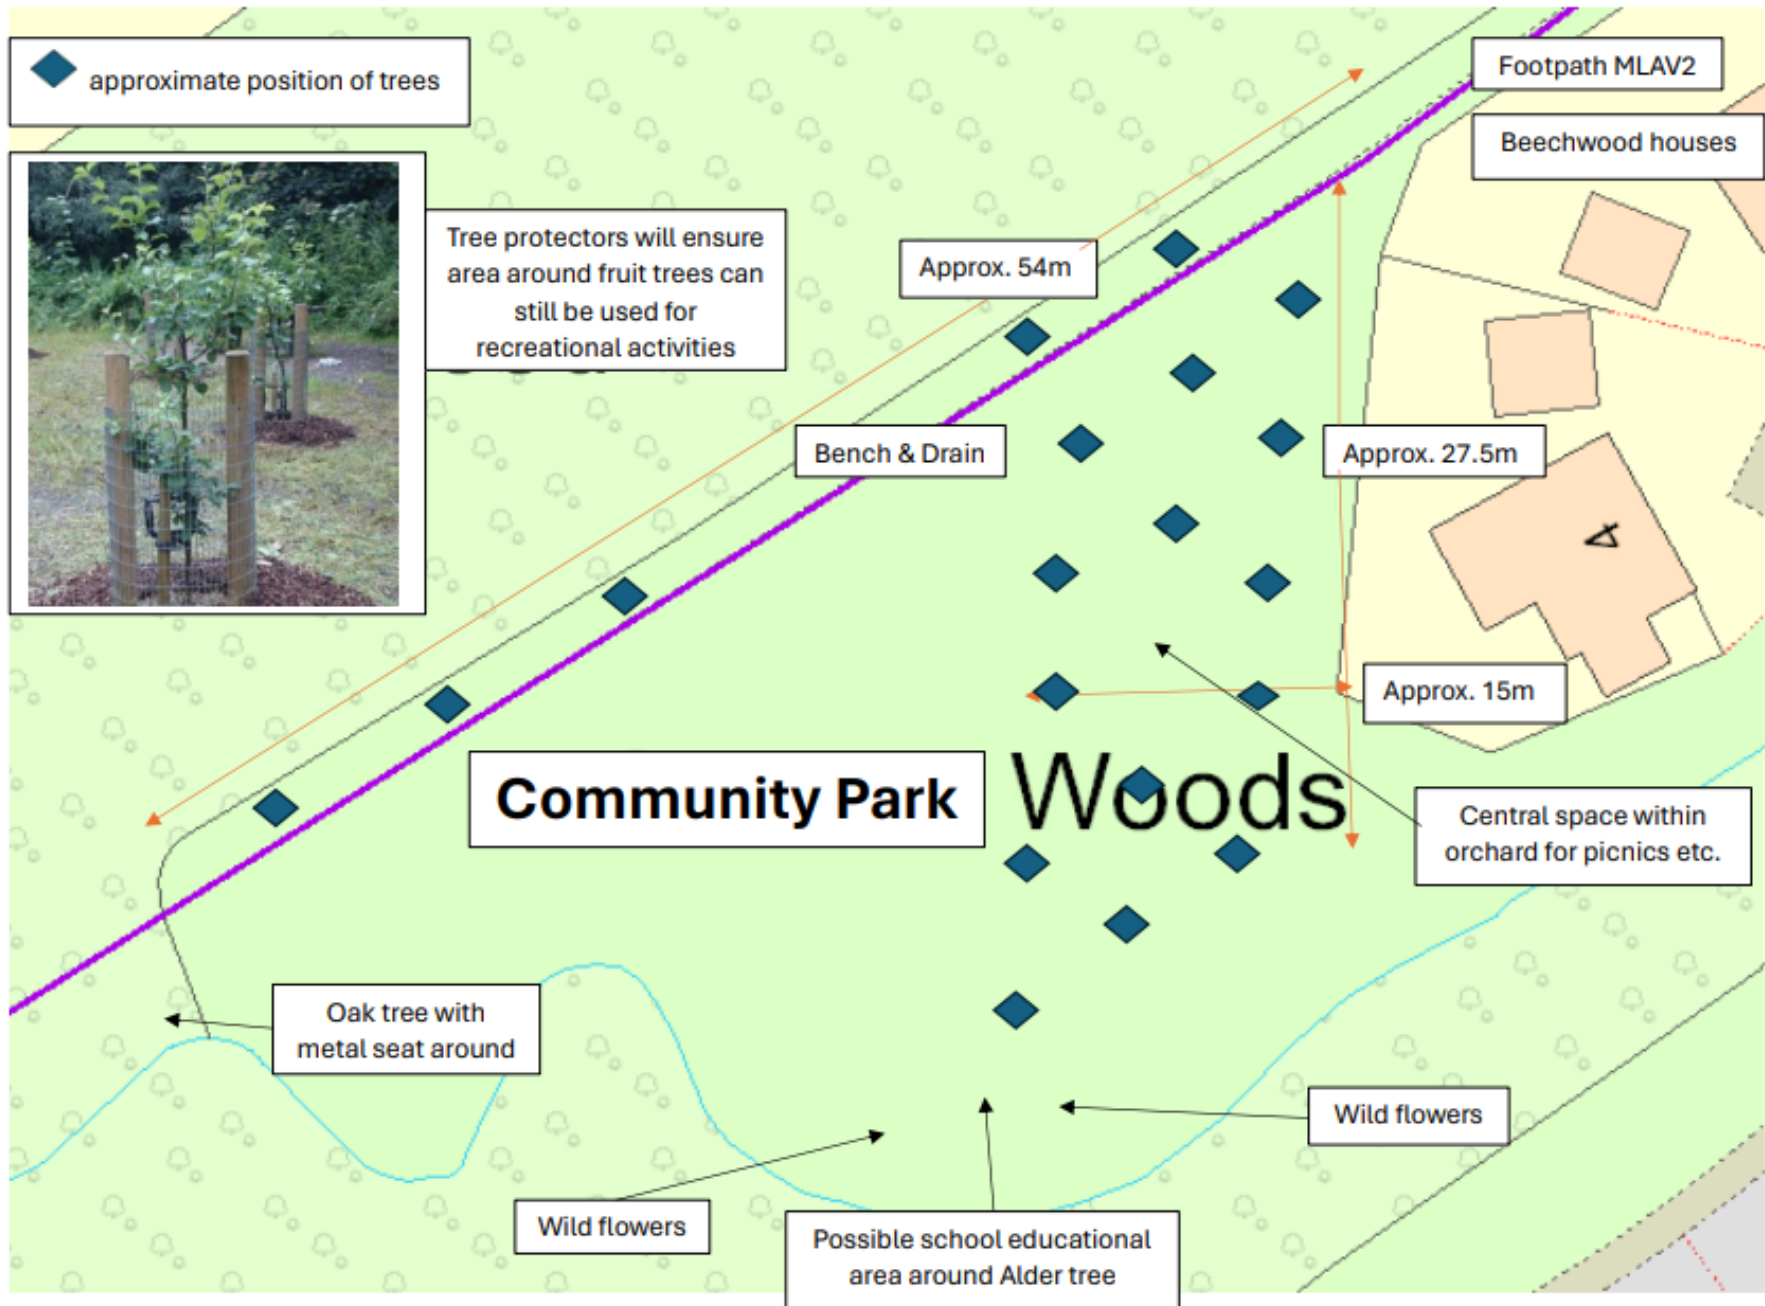 approximate position of trees
Footpath MLAV2
Beechwood houses
Tree protectors will ensure
area around fruit trees can
still be used for
recreational activities
Approx. 54m
Bench & Drain
Approx. 27.5m
4
Approx. 15m
Community Park
Woods
Central space within
orchard for picnics etc.
Oak tree with
metal seat around
Wild flowers
Wild flowers
Possible school educational
area around Alder tree